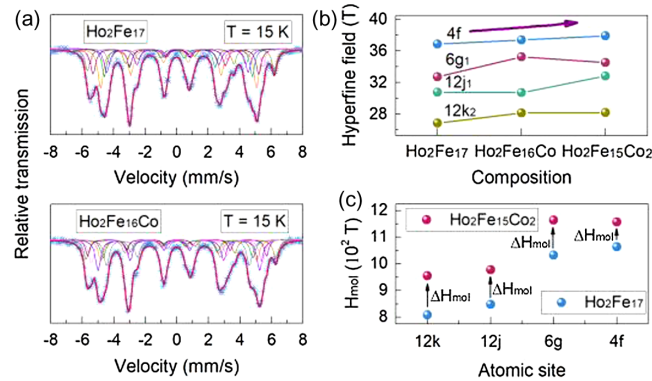 (a)
Ho2Fe17
T = 15 K
Relative transmission
-8 -6 -4 -2 0 2 4 6 8
Velocity (mm/s)
Ho2Fe16Co
T = 15 K
-8 -6 -4 -2 0 2 4 6 8
Velocity (mm/s)
(b)
Hyperfine field (T)
40
36
32
28
4f
6g1
12j1
12k2
Ho2Fe17 Ho2Fe16Co Ho2Fe15Co2
Composition
(c)
Hmol (10² T)
12
11
10
9
8
Ho2Fe15Co2
ΔHmol
ΔHmol
ΔHmol
ΔHmol
Ho2Fe17
12k 12j 6g 4f
Atomic site